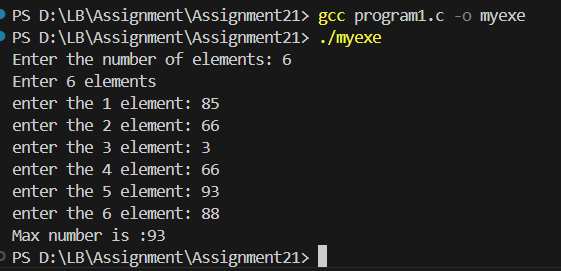 PS D:\LB\Assignment\Assignment21> gcc program1.c -o myexe
PS D:\LB\Assignment\Assignment21> ./myexe
Enter the number of elements: 6
Enter 6 elements
enter the 1 element: 85
enter the 2 element: 66
enter the 3 element: 3
enter the 4 element: 66
enter the 5 element: 93
enter the 6 element: 88
Max number is :93
PS D:\LB\Assignment\Assignment21>